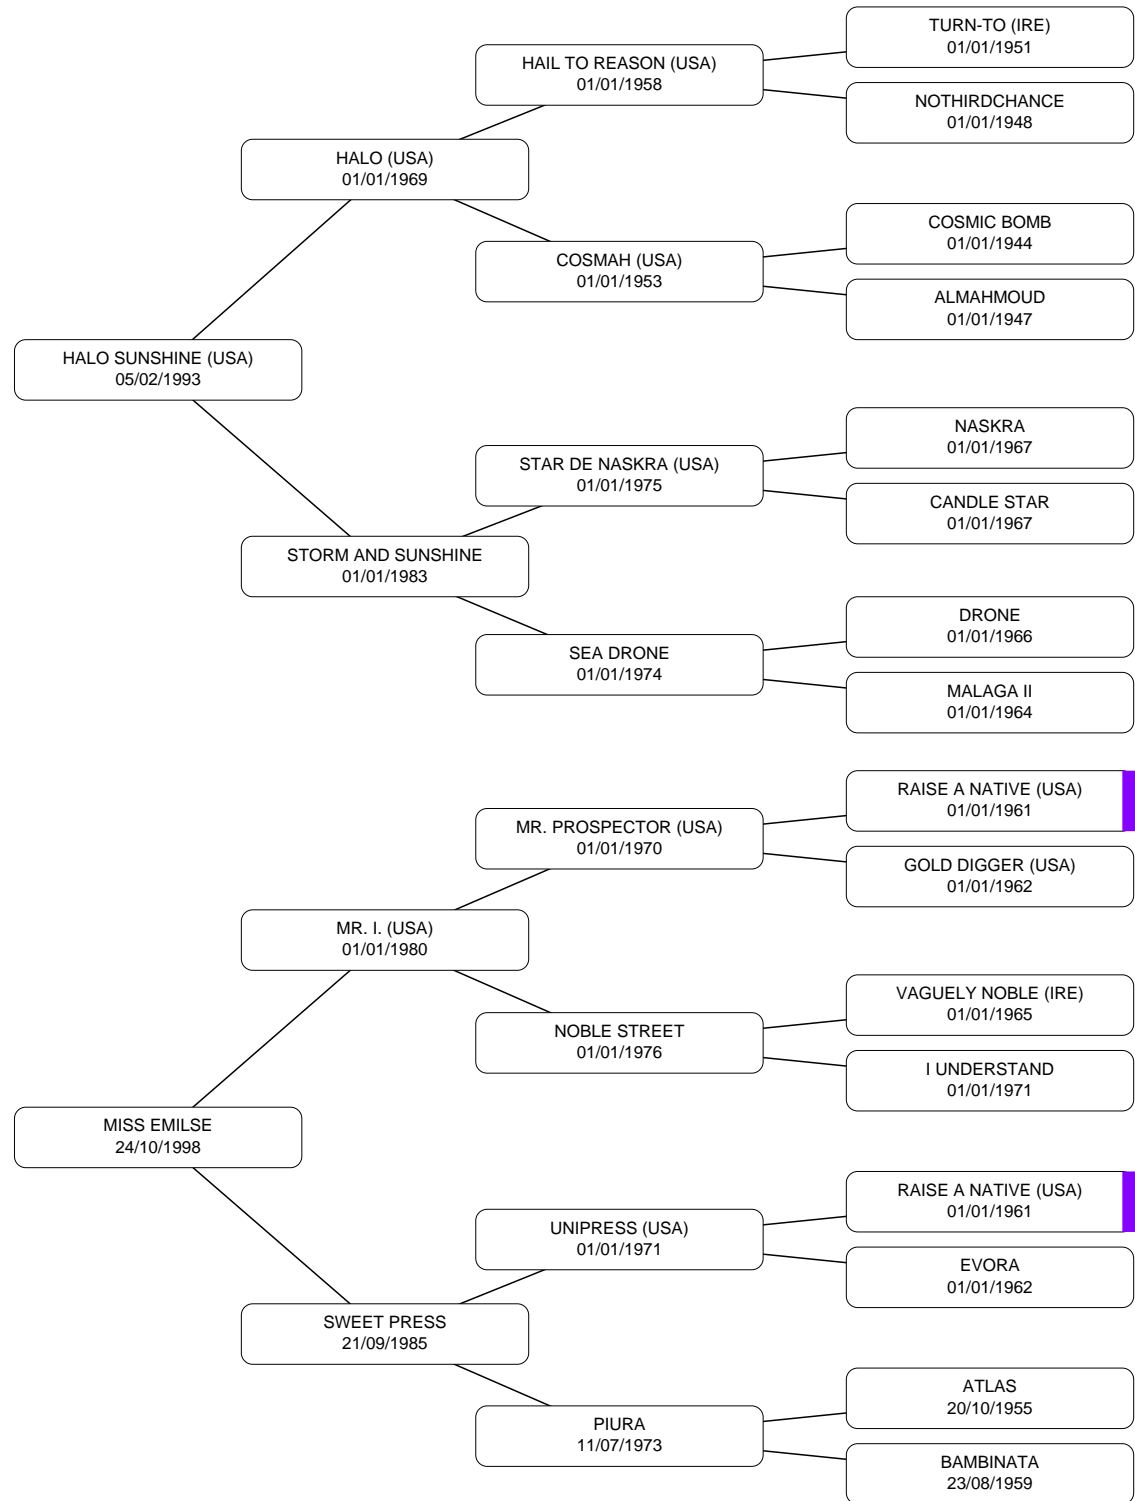 TURN-TO (IRE)
01/01/1951
HAIL TO REASON (USA)
01/01/1958
NOTHIRDCHANCE
01/01/1948
HALO (USA)
01/01/1969
COSMIC BOMB
01/01/1944
COSMAH (USA)
01/01/1953
ALMAHMOUD
01/01/1947
HALO SUNSHINE (USA)
05/02/1993
NASKRA
01/01/1967
STAR DE NASKRA (USA)
01/01/1975
CANDLE STAR
01/01/1967
STORM AND SUNSHINE
01/01/1983
DRONE
01/01/1966
SEA DRONE
01/01/1974
MALAGA II
01/01/1964
RAISE A NATIVE (USA)
01/01/1961
MR. PROSPECTOR (USA)
01/01/1970
GOLD DIGGER (USA)
01/01/1962
MR. I. (USA)
01/01/1980
VAGUELY NOBLE (IRE)
01/01/1965
NOBLE STREET
01/01/1976
I UNDERSTAND
01/01/1971
MISS EMILSE
24/10/1998
RAISE A NATIVE (USA)
01/01/1961
UNIPRESS (USA)
01/01/1971
EVORA
01/01/1962
SWEET PRESS
21/09/1985
ATLAS
20/10/1955
PIURA
11/07/1973
BAMBINATA
23/08/1959